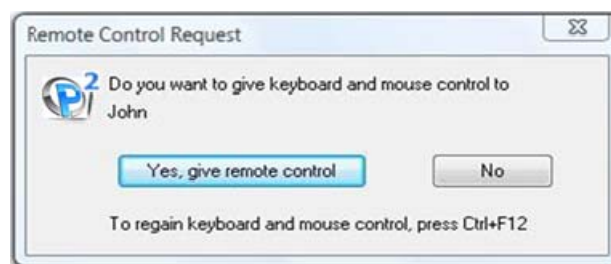 Remote Control Request
Do you want to give keyboard and mouse control to
John
Yes, give remote control
No
To regain keyboard and mouse control, press Ctrl+F12